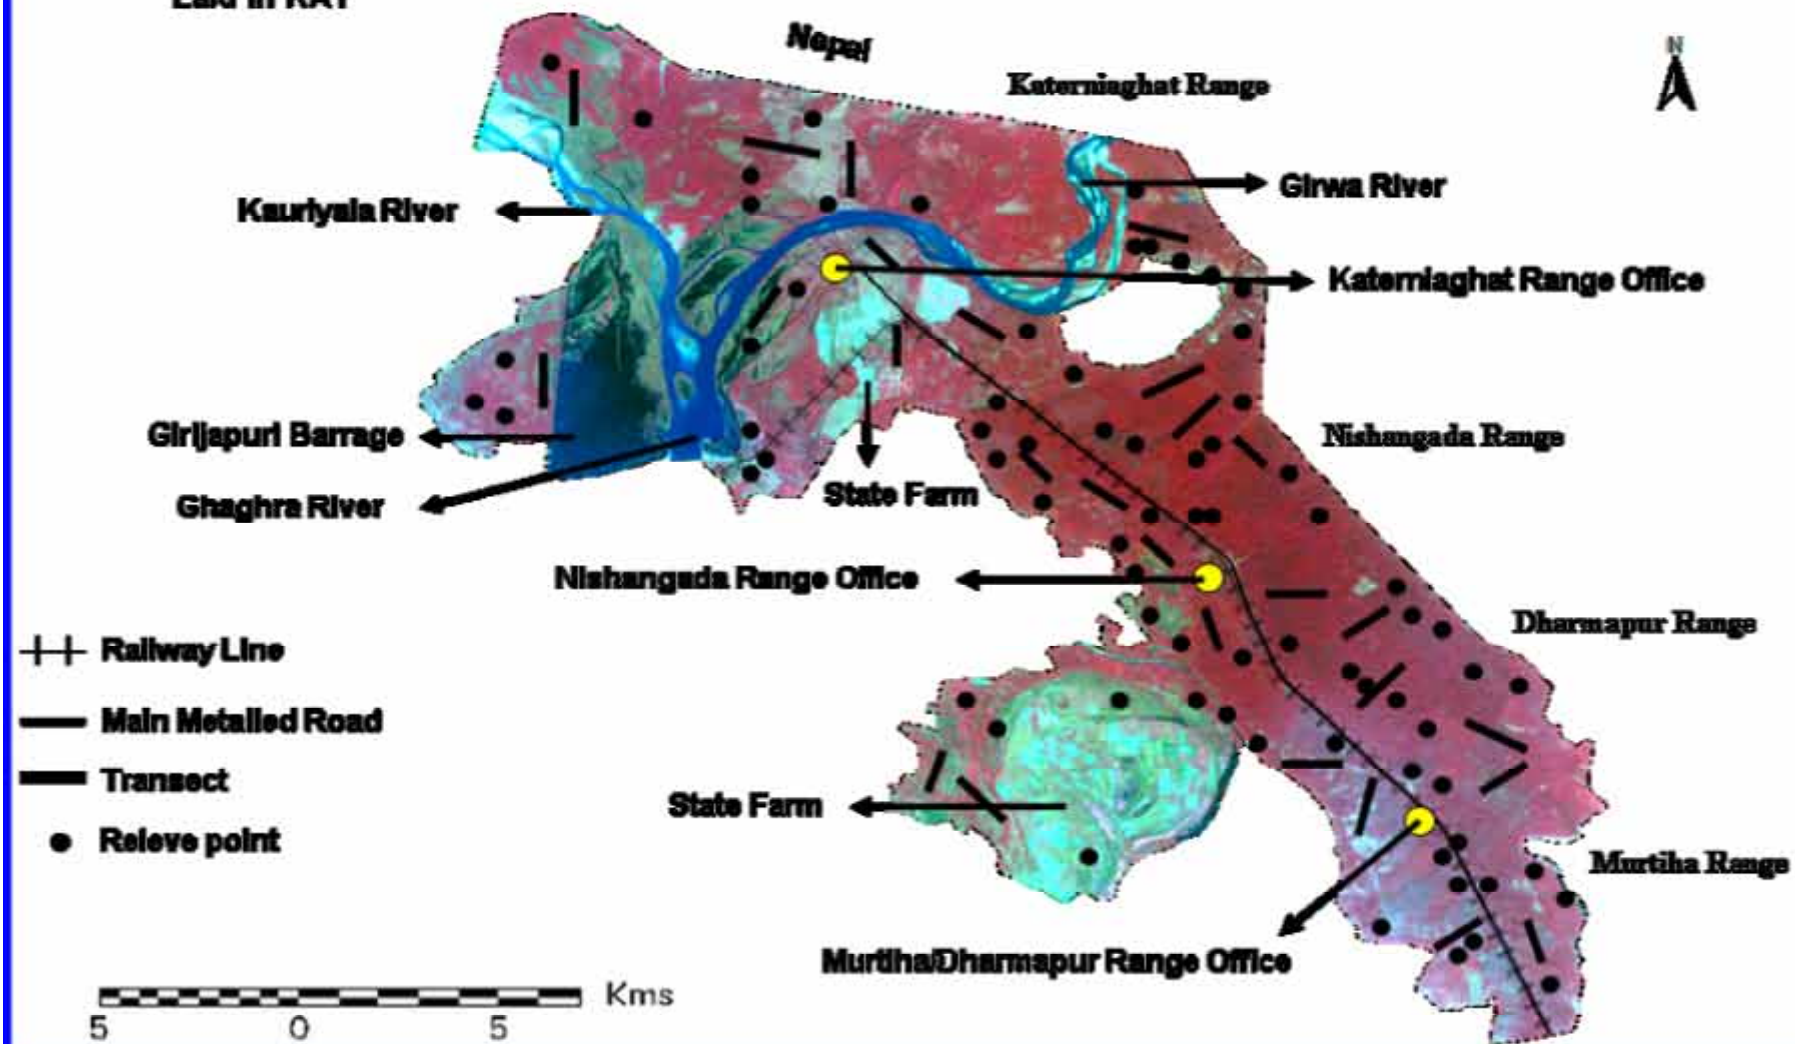 Nepal
Katerniaghat Range
N
Girwa River
Kauriyala River
Katerniaghat Range Office
Girijapuri Barrage
Nishangada Range
State Farm
Ghaghra River
Nishangada Range Office
Dharmapur Range
Railway Line
Main Metalled Road
Transect
State Farm
Releve point
Murtiha Range
Murtiha/Dharmapur Range Office
Kms
5 0 5